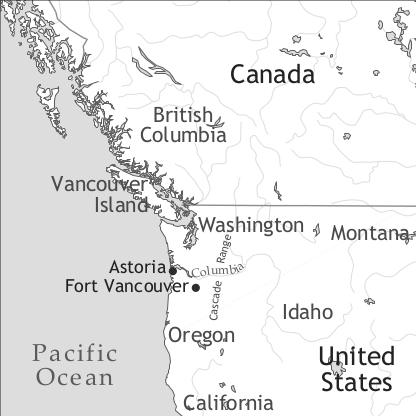 Canada
British
Columbia
Vancouver
Island
Washington
Montana
Range
Cascade
Astoria
Columbia
Fort Vancouver
Idaho
Oregon
Pacific
Ocean
United
States
California